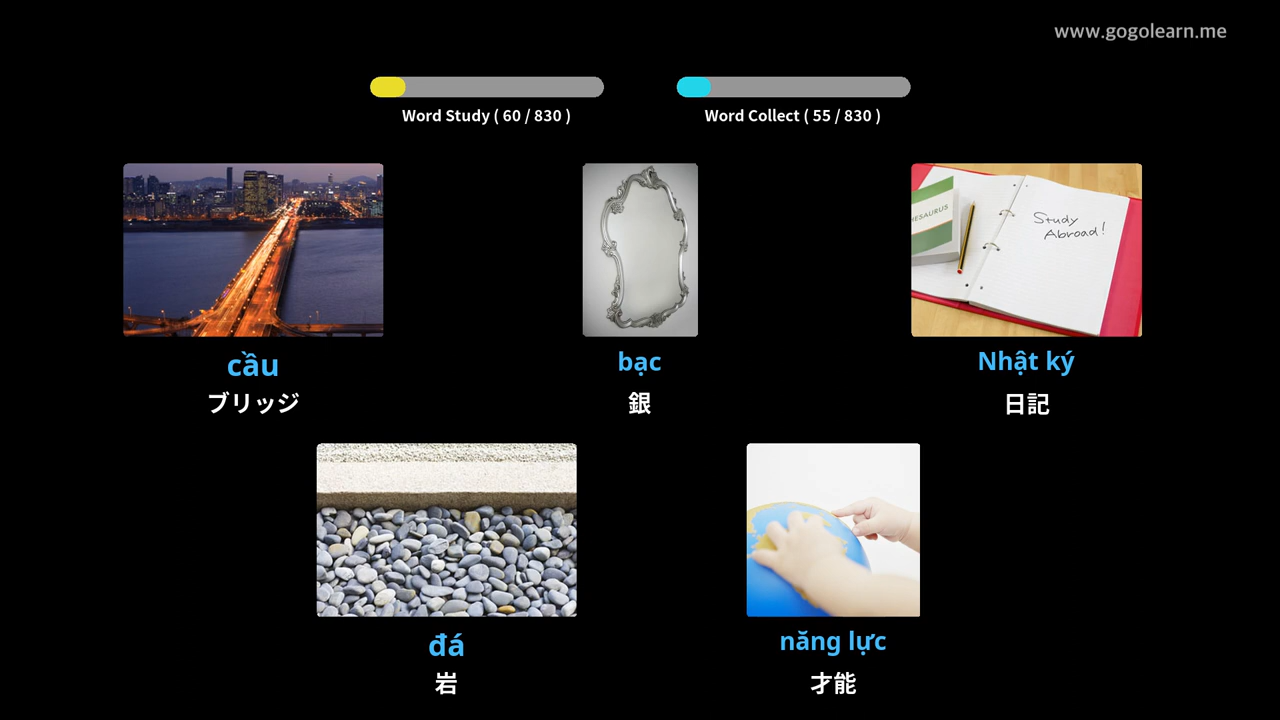 www.gogolearn.me
Word Study ( 60 / 830 )
Word Collect ( 55 / 830 )
THESAURUS
Study
Abroad!
cầu
ブリッジ
bạc
銀
Nhật ký
日記
đá
岩
năng lực
才能